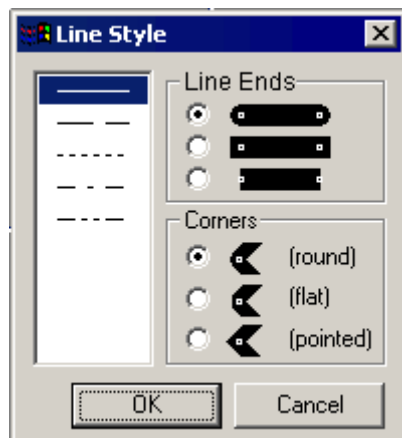 Line Style
Line Ends
Corners
(round)
(flat)
(pointed)
OK
Cancel